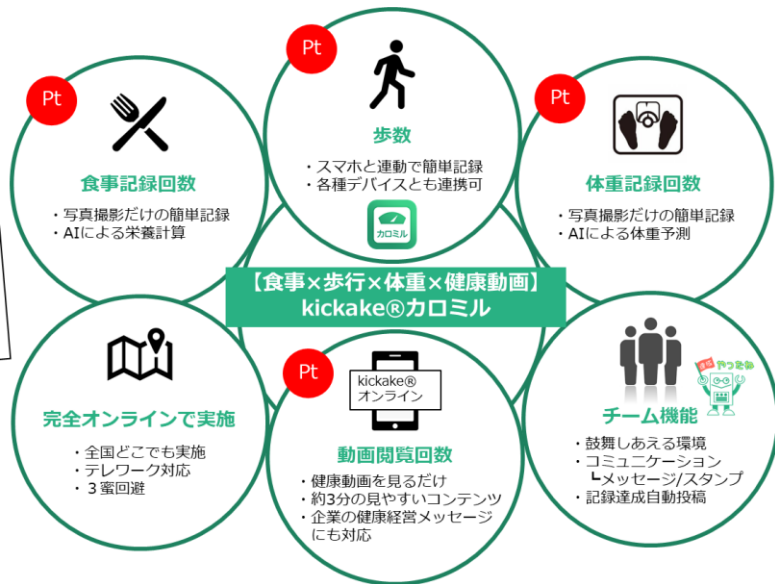 Pt
歩数
・スマホと連動で簡単記録
・各種デバイスとも連携可
カロミル
Pt
食事記録回数
・写真撮影だけの簡単記録
・AIによる栄養計算
Pt
体重記録回数
・写真撮影だけの簡単記録
・AIによる体重予測
【食事×歩行×体重×健康動画】
kickake®カロミル
完全オンラインで実施
・全国どこでも実施
・テレワーク対応
・３蜜回避
Pt
kickake®
オンライン
動画閲覧回数
・健康動画を見るだけ
・約3分の見やすいコンテンツ
・企業の健康経営メッセージ
にも対応
達成
やったね
チーム機能
・鼓舞しあえる環境
・コミュニケーション
┗メッセージ/スタンプ
・記録達成自動投稿